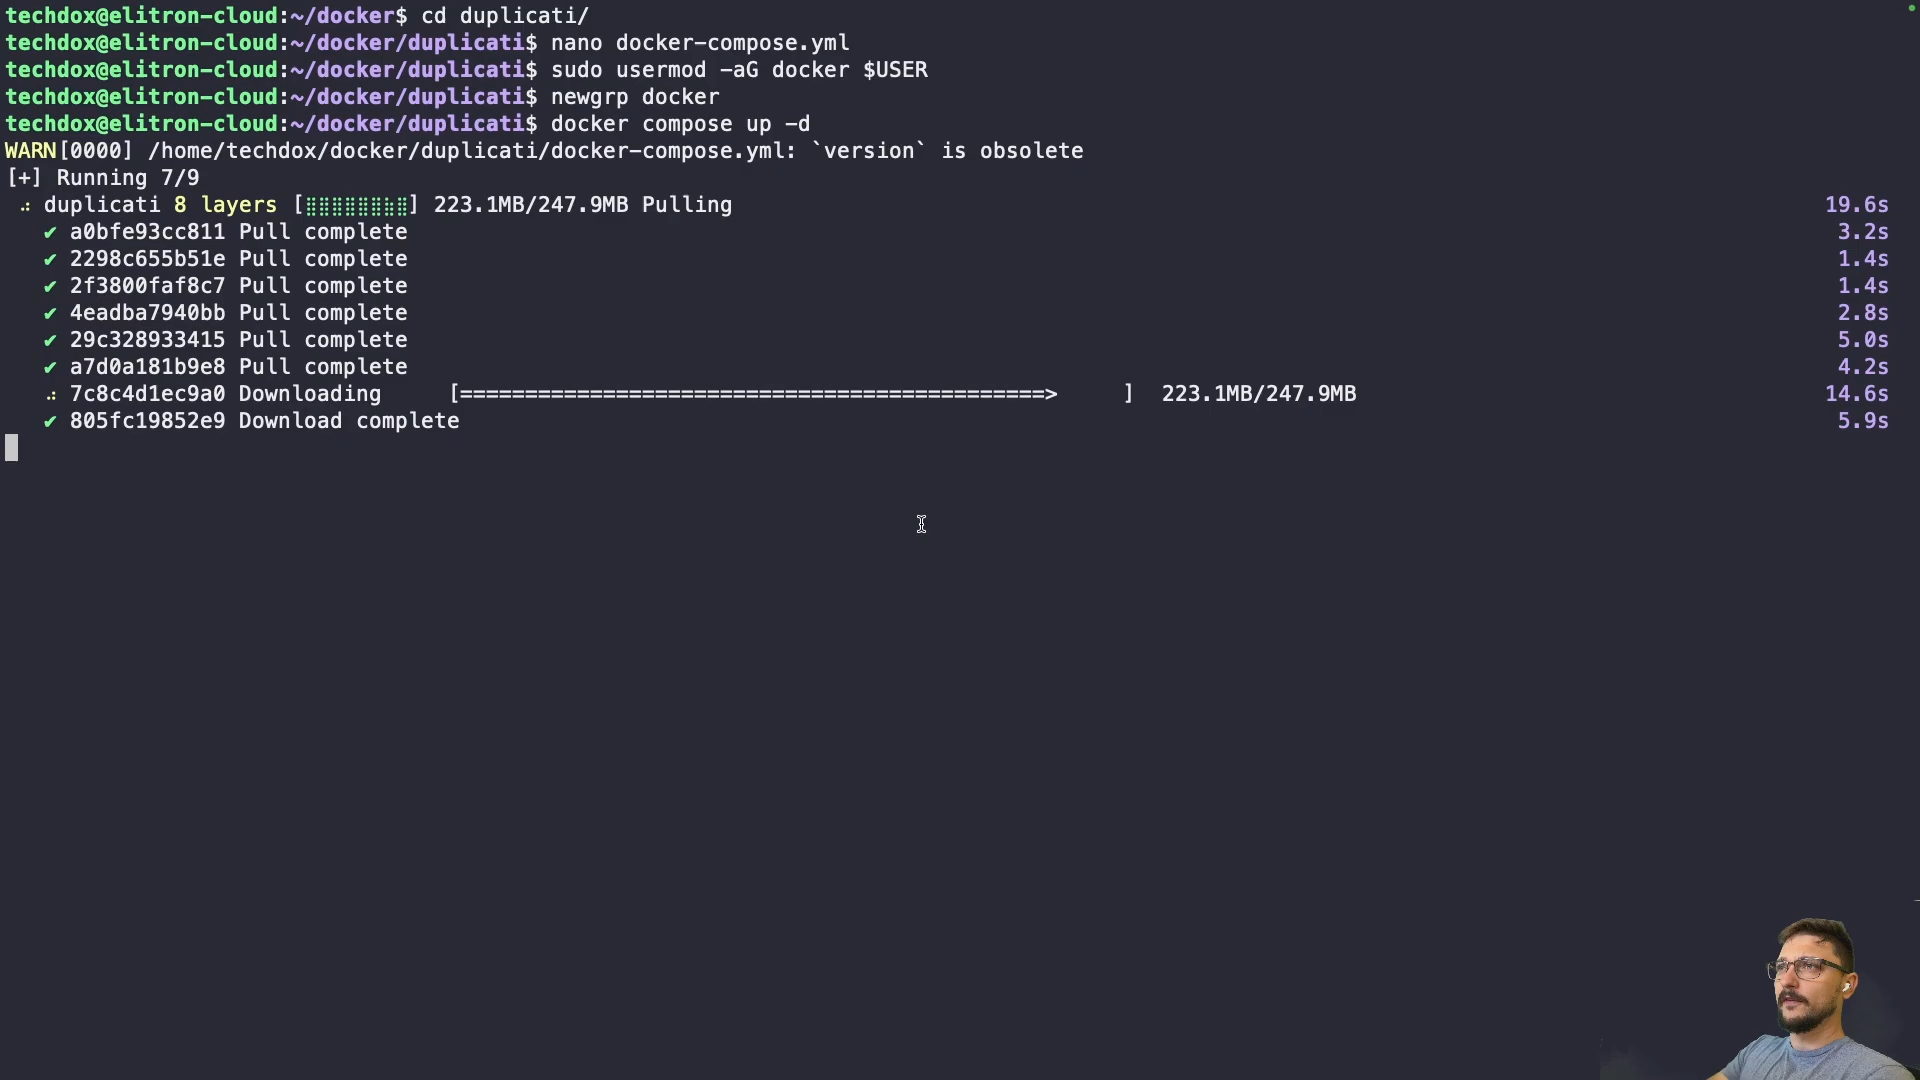 techdox@elitron-cloud:~/docker$ cd duplicati/
techdox@elitron-cloud:~/docker/duplicati$ nano docker-compose.yml
techdox@elitron-cloud:~/docker/duplicati$ sudo usermod -aG docker $USER
techdox@elitron-cloud:~/docker/duplicati$ newgrp docker
techdox@elitron-cloud:~/docker/duplicati$ docker compose up -d
WARN[0000] /home/techdox/docker/duplicati/docker-compose.yml: `version` is obsolete
[+] Running 7/9
⠴ duplicati 8 layers [⣿⣿⣿⣿⣿⣿⣷⣿] 223.1MB/247.9MB Pulling 19.6s
✔ a0bfe93cc811 Pull complete 3.2s
✔ 2298c655b51e Pull complete 1.4s
✔ 2f3800faf8c7 Pull complete 1.4s
✔ 4eadba7940bb Pull complete 2.8s
✔ 29c328933415 Pull complete 5.0s
✔ a7d0a181b9e8 Pull complete 4.2s
⠴ 7c8c4d1ec9a0 Downloading [=============================================> ] 223.1MB/247.9MB 14.6s
✔ 805fc19852e9 Download complete 5.9s